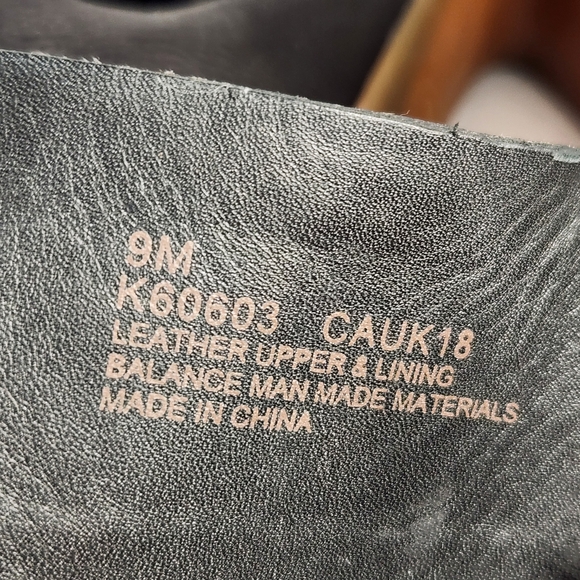 9M
K60603 CAUK18
LEATHER UPPER & LINING
BALANCE MAN MADE MATERIALS
MADE IN CHINA